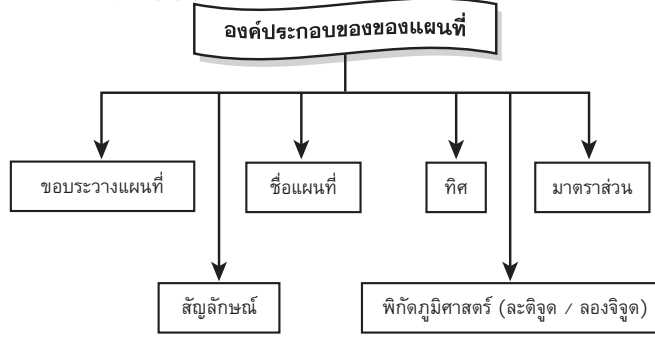 องค์ประกอบของของแผนที่
ขอบระวางแผนที่
ชื่อแผนที่
ทิศ
มาตราส่วน
สัญลักษณ์
พิกัดภูมิศาสตร์ (ละติจูด / ลองจิจูด)